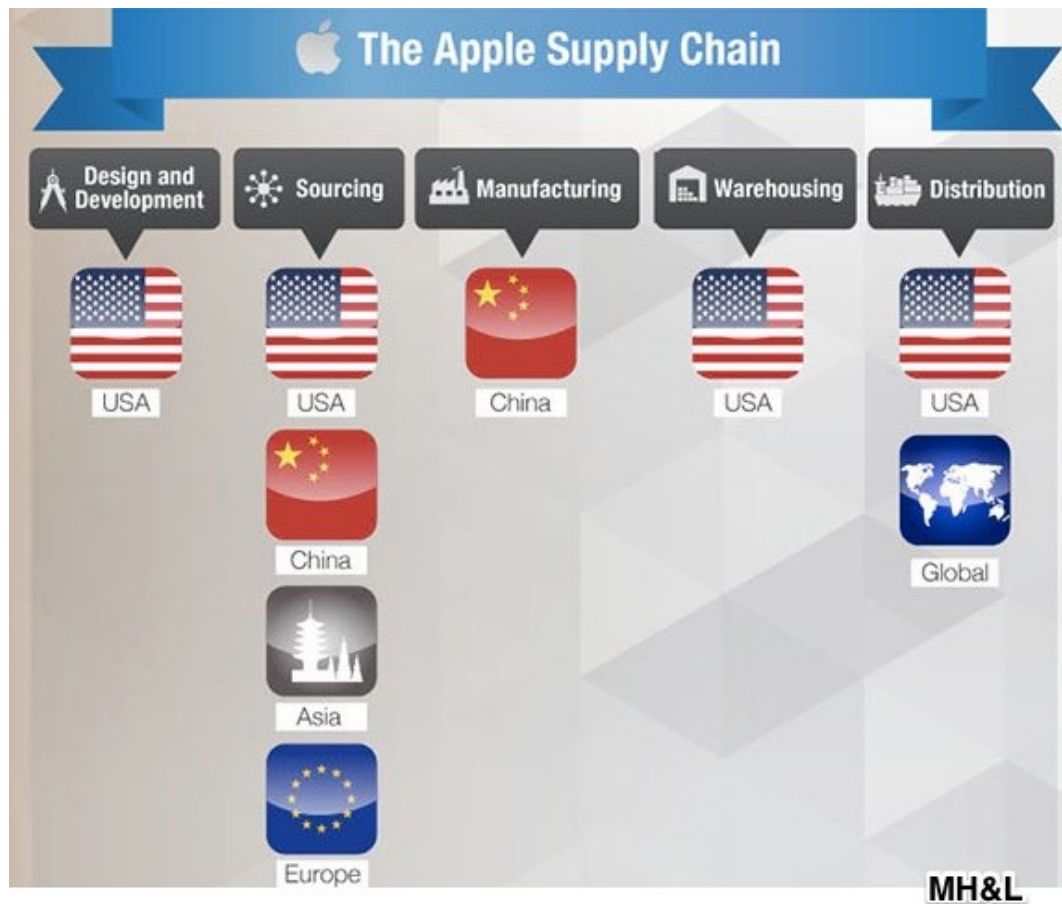 The Apple Supply Chain
Design and
Development
Sourcing
Manufacturing
Warehousing
Distribution
USA
USA
China
USA
USA
China
Global
Asia
Europe
MH&L